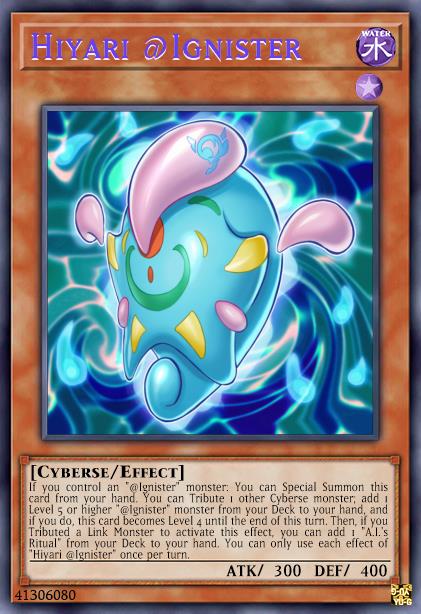 HIYARI @IGNISTER
WATER
水
[CYBERSE/EFFECT]
If you control an "@Ignister" monster: You can Special Summon this
card from your hand. You can Tribute 1 other Cyberse monster; add 1
Level 5 or higher "@Ignister" monster from your Deck to your hand, and
if you do, this card becomes Level 4 until the end of this turn. Then, if you
Tributed a Link Monster to activate this effect, you can add 1 "A.I.'s
Ritual" from your Deck to your hand. You can only use each effect of
"Hiyari @Ignister" once per turn.
ATK/ 300 DEF/ 400
41306080